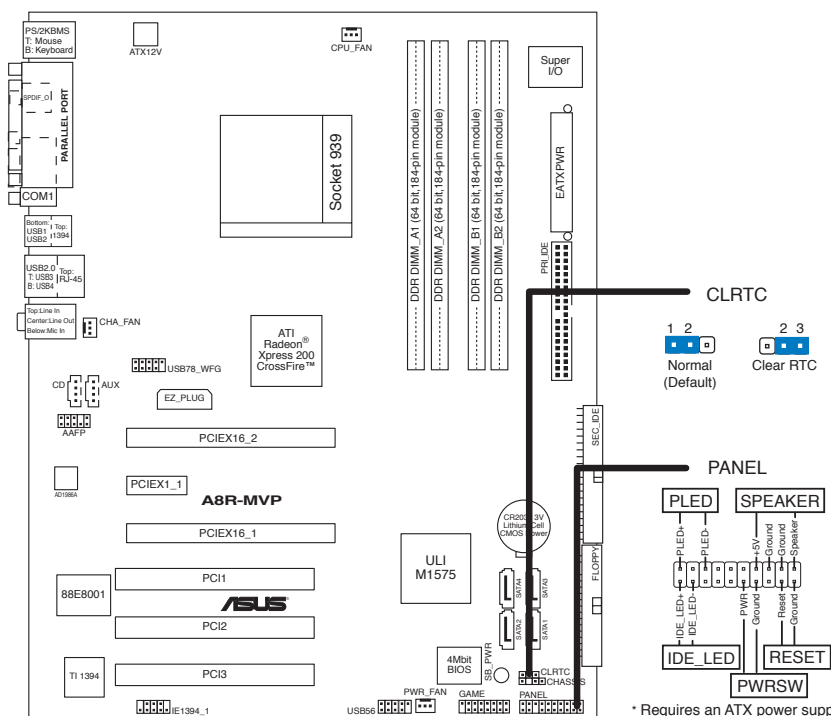 PS/2KBMS
T: Mouse
B: Keyboard
ATX12V
CPU_FAN
Super
I/O
SPDIF_O
PARALLEL PORT
Socket 939
DDR DIMM_A1 (64 bit,184-pin module)
DDR DIMM_A2 (64 bit,184-pin module)
DDR DIMM_B1 (64 bit,184-pin module)
DDR DIMM_B2 (64 bit,184-pin module)
EATXPWR
PRI_IDE
COM1
Bottom:
USB1
USB2
Top:
1394
USB2.0
T: USB3
B: USB4
Top:
RJ-45
Top:Line In
Center:Line Out
Below:Mic In
CHA_FAN
ATI
Radeon®
Xpress 200
CrossFire™
USB78_WFG
CD
AUX
EZ_PLUG
AAFP
PCIEX16_2
AD1986A
PCIEX1_1
A8R-MVP
PCIEX16_1
CLRTC
1 2
Normal
(Default)
2 3
Clear RTC
SEC_IDE
PANEL
PLED
SPEAKER
PLED+
PLED-
+5V
Ground
Ground
Speaker
IDE_LED+
IDE_LED-
PWR
Ground
Reset
Ground
IDE_LED
RESET
PWRSW
* Requires an ATX power supp
CR2032 3V
Lithium Cell
CMOS Power
ULI
M1575
FLOPPY
SATA4
SATA3
SATA2
SATA1
88E8001
PCI1
ASUS
PCI2
TI 1394
PCI3
4Mbit
BIOS
SB_PWR
CLRTC
CHASSIS
IE1394_1
USB56
PWR_FAN
GAME
PANEL